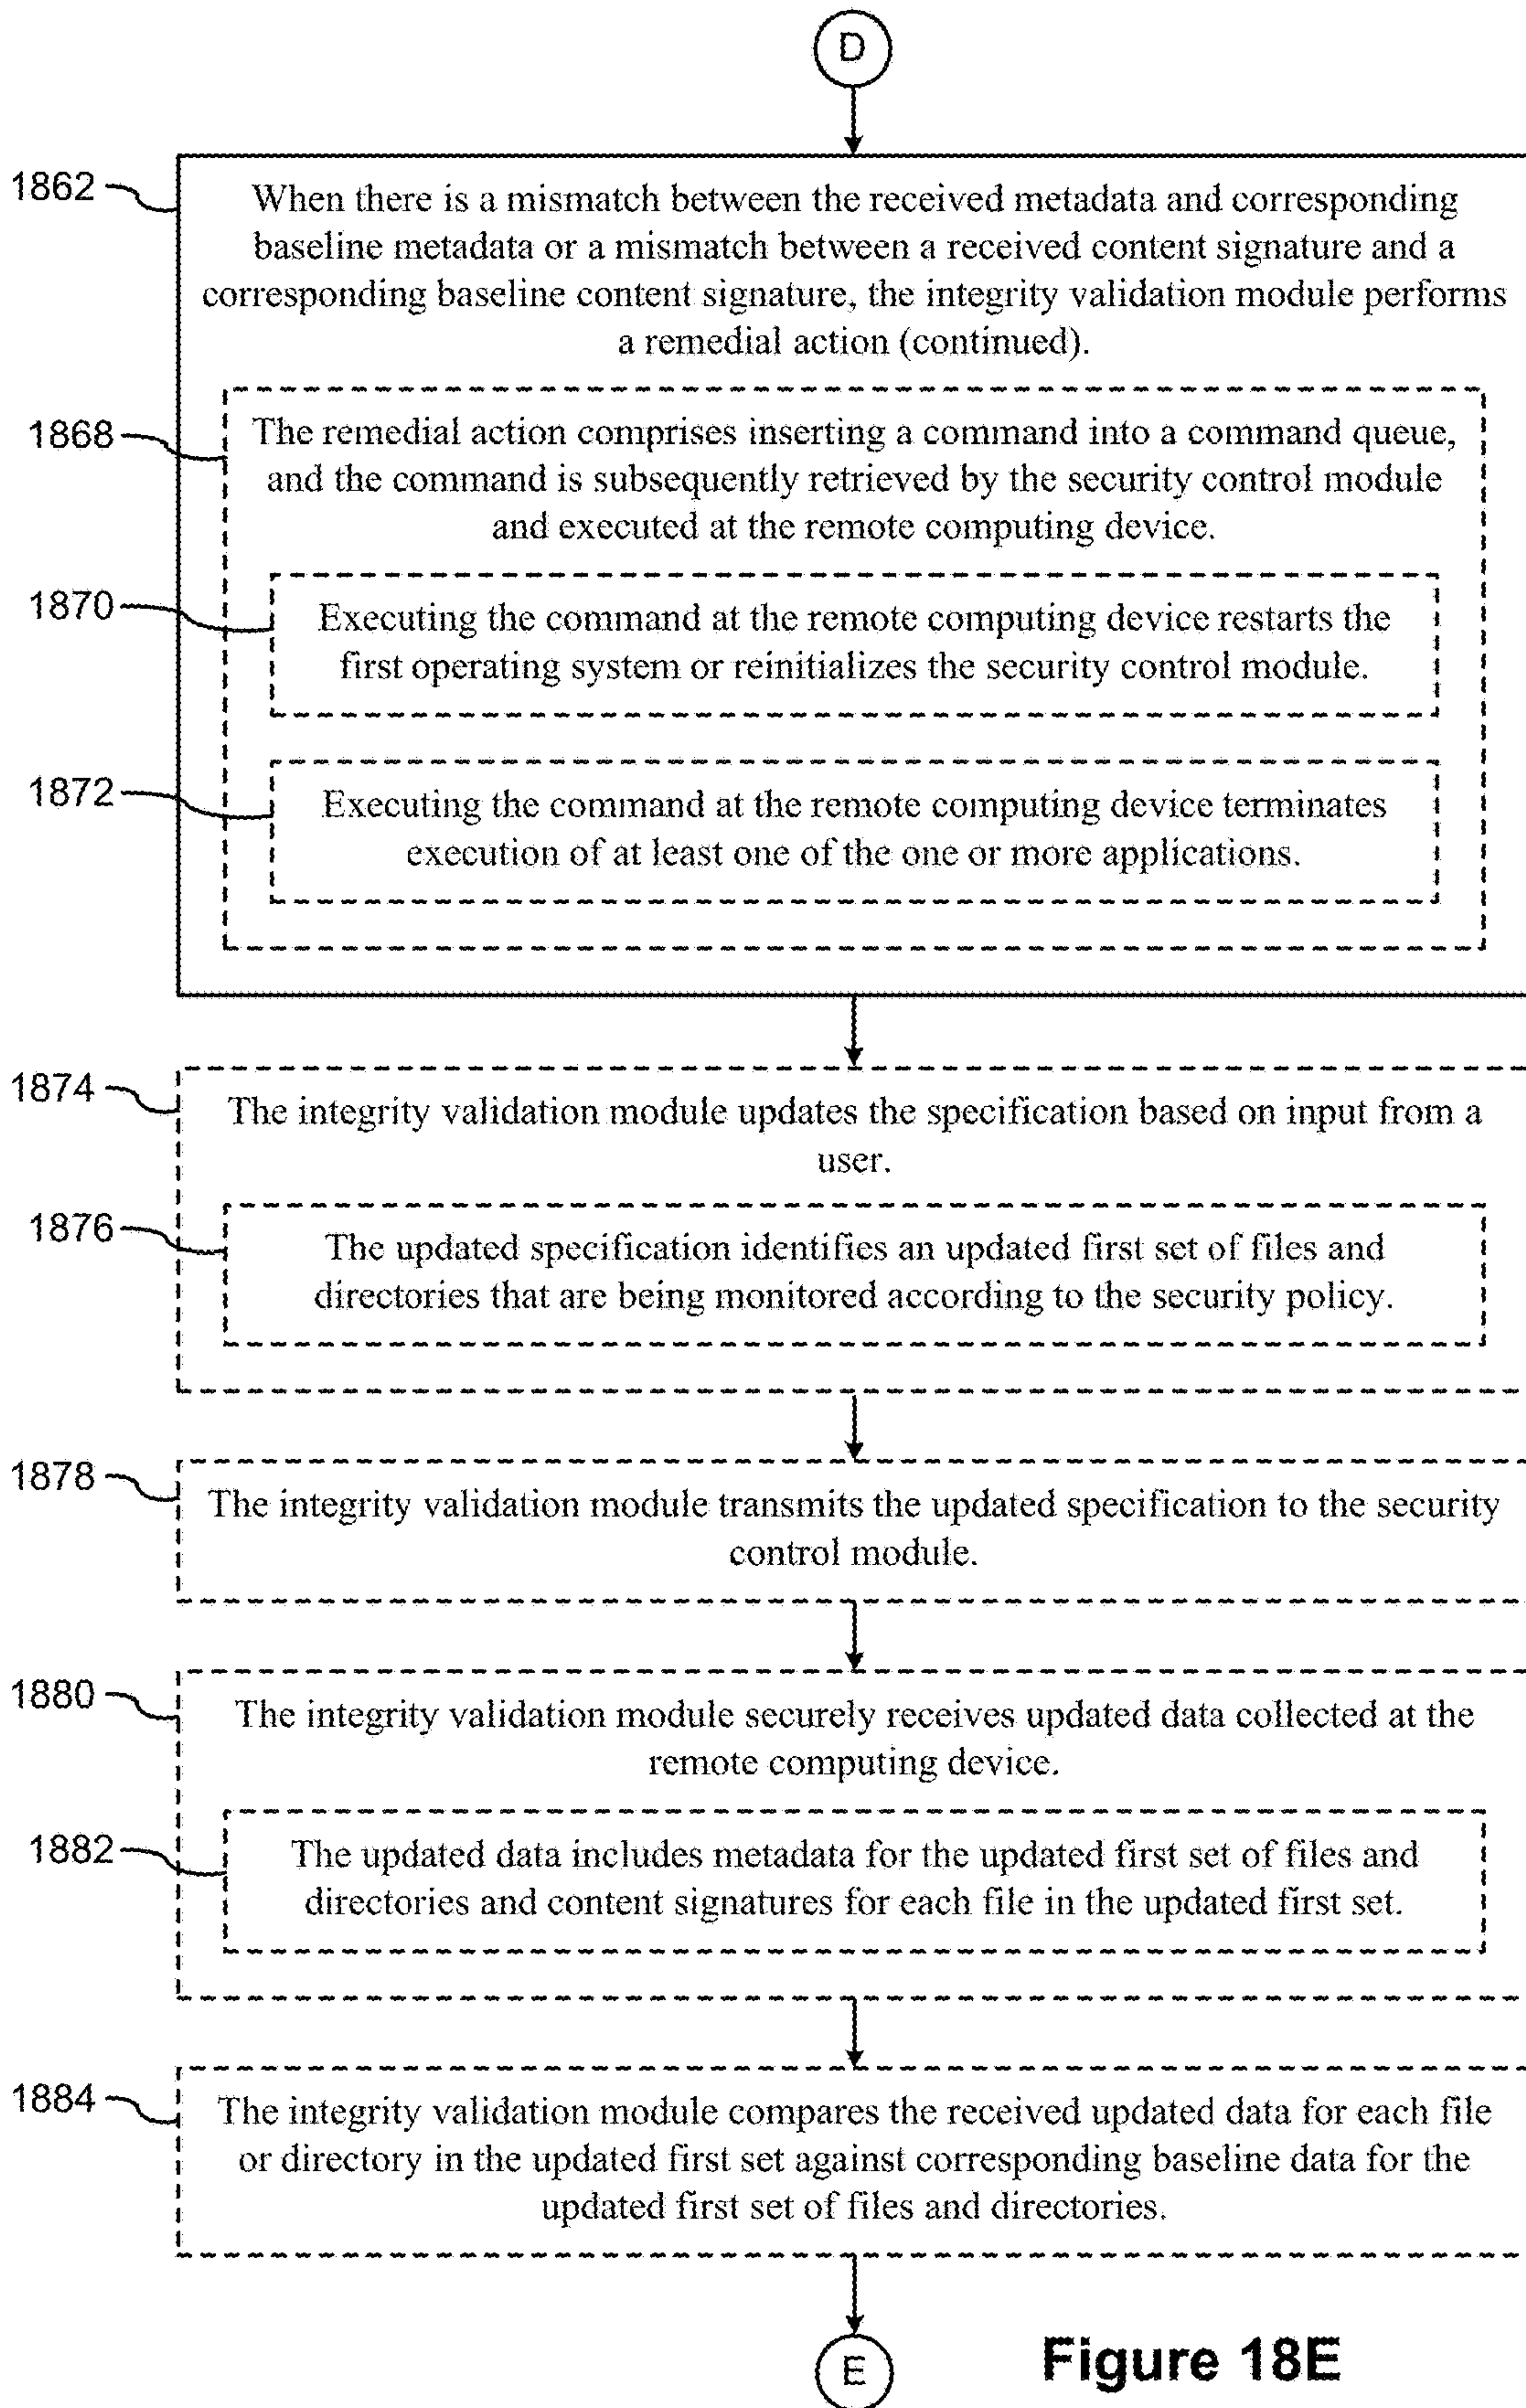 D
1862
When there is a mismatch between the received metadata and corresponding
baseline metadata or a mismatch between a received content signature and a
corresponding baseline content signature, the integrity validation module performs
a remedial action (continued).
1868
The remedial action comprises inserting a command into a command queue,
and the command is subsequently retrieved by the security control module
and executed at the remote computing device.
1870
Executing the command at the remote computing device restarts the
first operating system or reinitializes the security control module.
1872
Executing the command at the remote computing device terminates
execution of at least one of the one or more applications.
1874
The integrity validation module updates the specification based on input from a
user.
1876
The updated specification identifies an updated first set of files and
directories that are being monitored according to the security policy.
1878
The integrity validation module transmits the updated specification to the security
control module.
1880
The integrity validation module securely receives updated data collected at the
remote computing device.
1882
The updated data includes metadata for the updated first set of files and
directories and content signatures for each file in the updated first set.
1884
The integrity validation module compares the received updated data for each file
or directory in the updated first set against corresponding baseline data for the
updated first set of files and directories.
E
Figure 18E